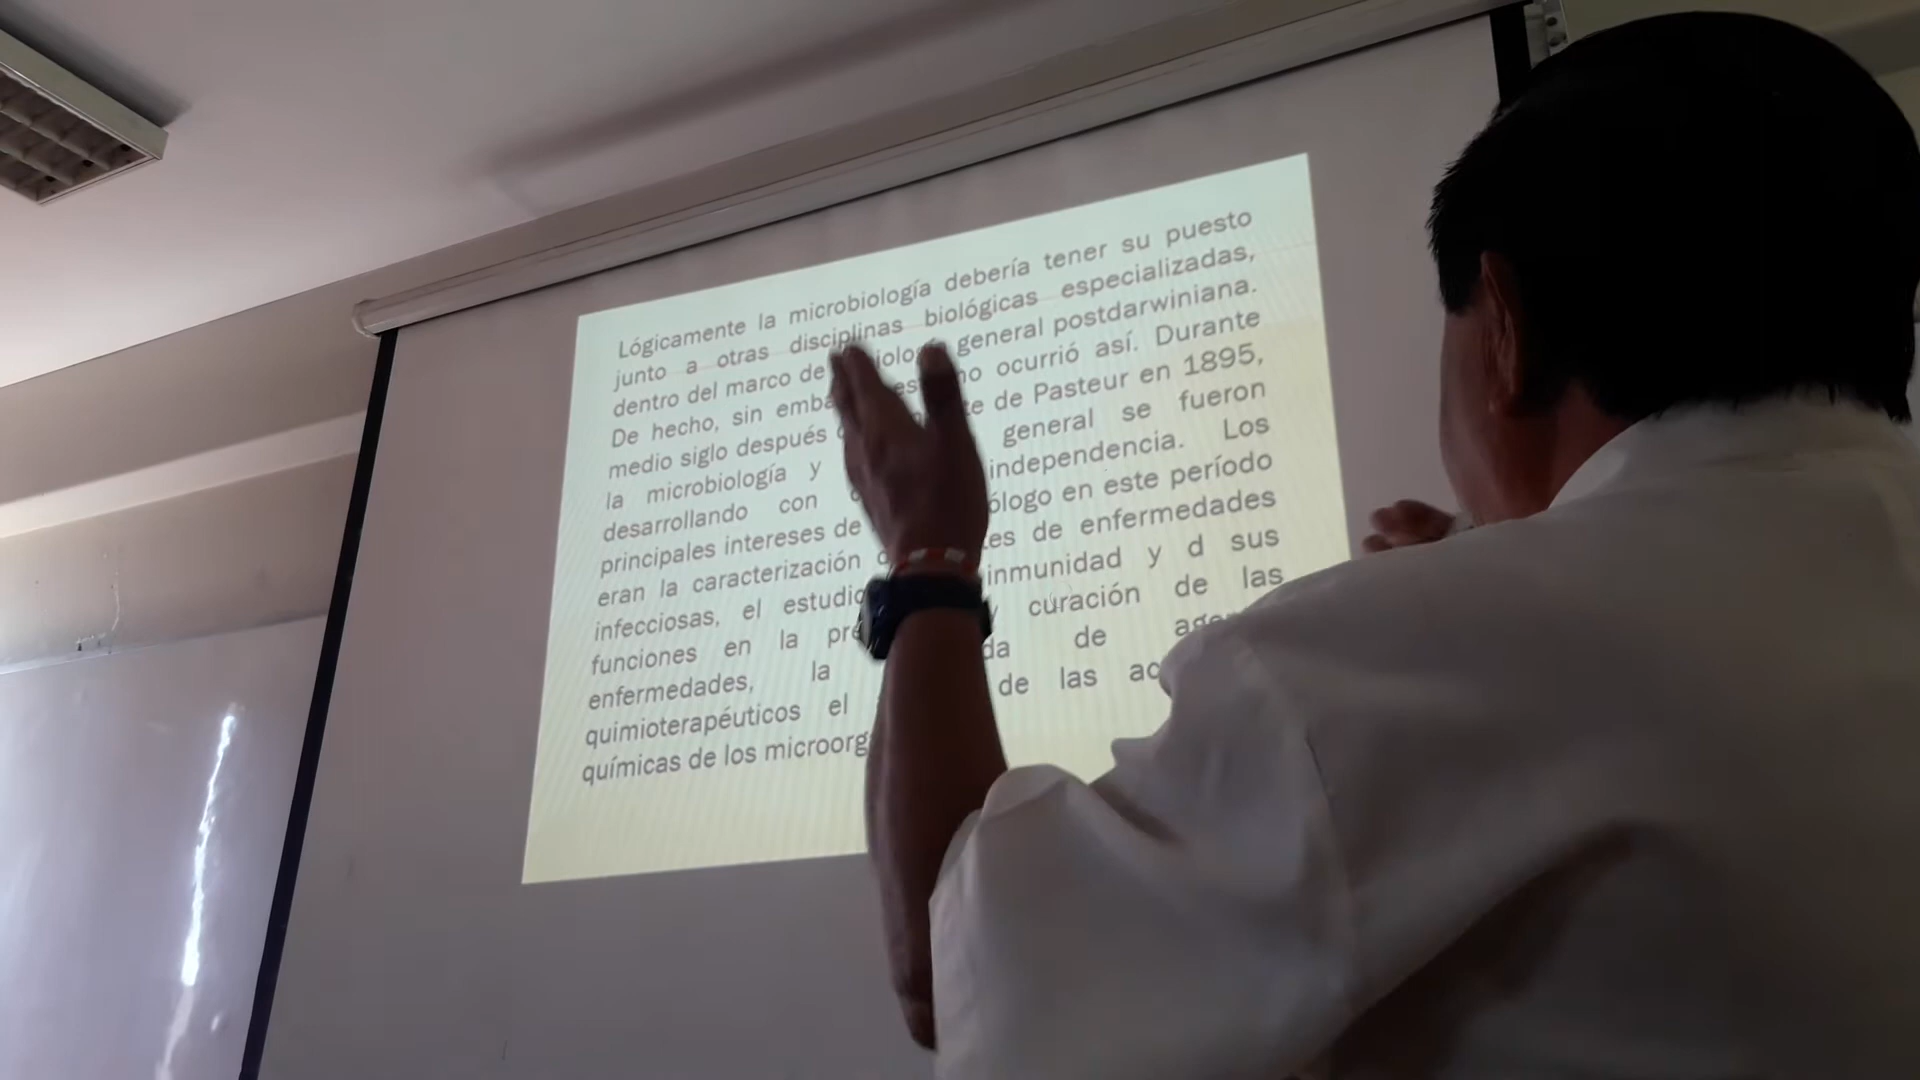 Lógicamente la microbiología debería tener su puesto
junto a otras disciplinas biológicas especializadas,
dentro del marco de general postdarwiniana.
De hecho, sin no ocurrió así. Durante
medio siglo después de Pasteur en 1895,
la microbiología y general se fueron
desarrollando con independencia. Los
principales intereses de en este período
eran la caracterización de enfermedades
infecciosas, el inmunidad y d sus
funciones en la y curación de las
enfermedades, la de
quimioterapéuticos el de las
químicas de los